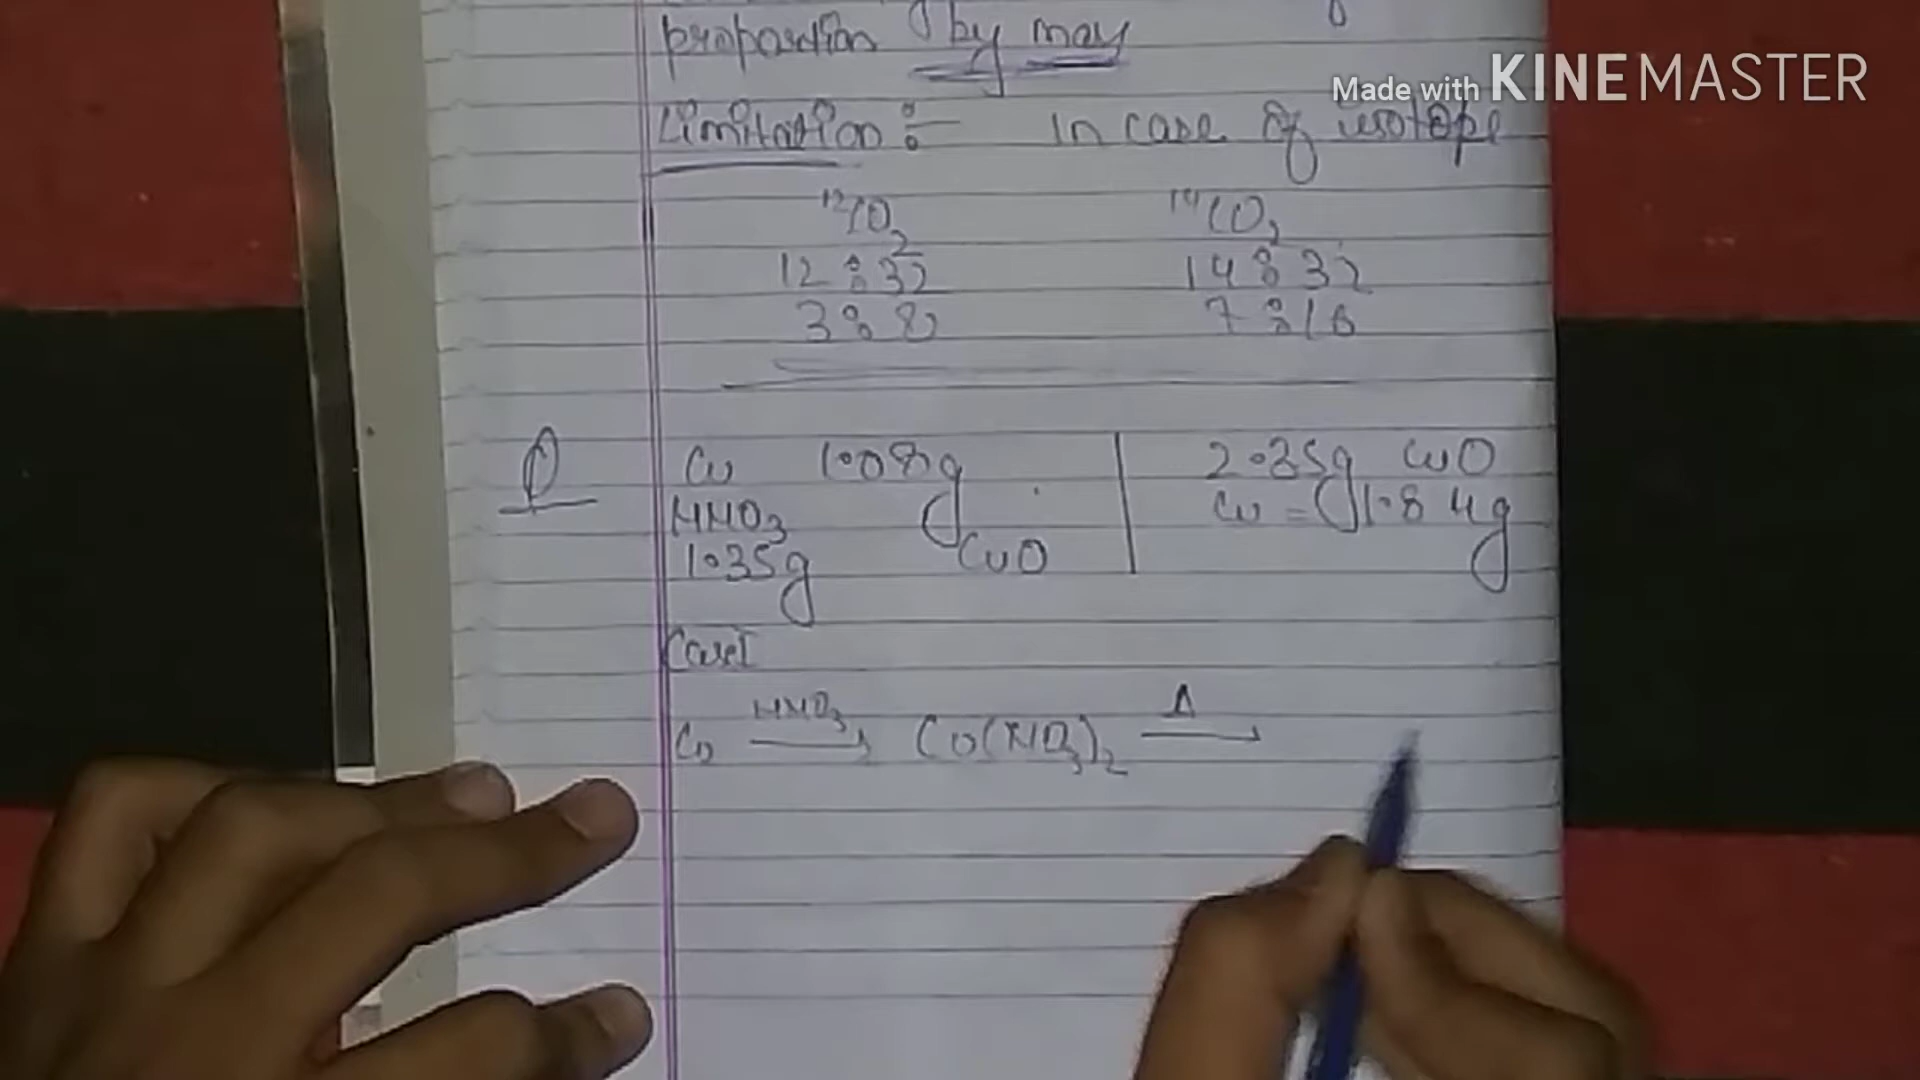 proportion by mass
Made with KINEMASTER
Limitation :- In case of isotope
¹²CO₂ ¹⁴CO₂
12 : 32 14 : 32
3 : 8 7 : 16
Q Cu 1.08g 2.35g CuO
HNO₃ Cu = 1.84g
1.35g CuO
Case I
Cu HNO₃ → Cu(NO₃)₂ Δ →